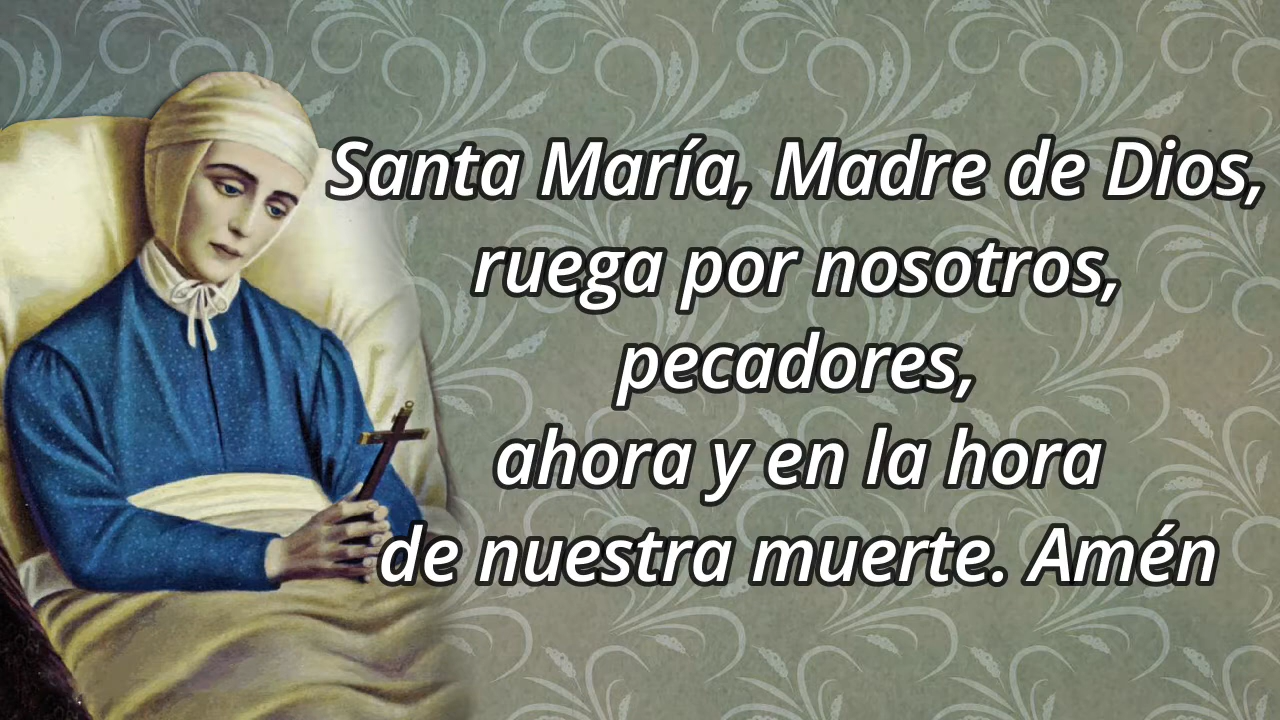 Santa María, Madre de Dios,
ruega por nosotros,
pecadores,
ahora y en la hora
de nuestra muerte. Amén